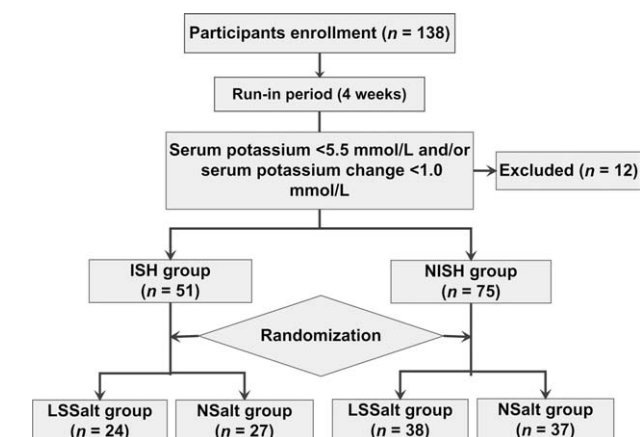 Participants enrollment (n = 138)
Run-in period (4 weeks)
Serum potassium <5.5 mmol/L and/or
serum potassium change <1.0
mmol/L
Excluded (n = 12)
ISH group
(n = 51)
NISH group
(n = 75)
Randomization
LSSalt group
(n = 24)
NSalt group
(n = 27)
LSSalt group
(n = 38)
NSalt group
(n = 37)